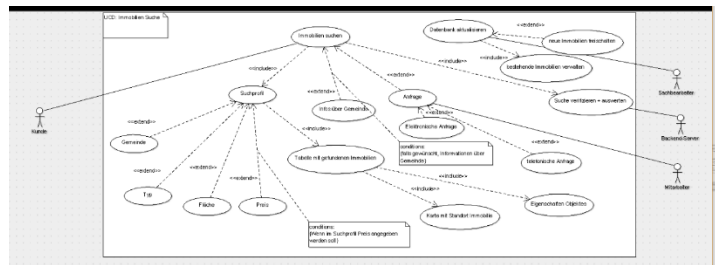 UCD: Immobilien Suche
Immobilien suchen
Datenbank aktualisieren
<<extend>>
neue Immobilien freischalten
<<extend>>
<<include>>
bestehende Immobilien verwalten
<<include>>
<<include>>
<<extend>>
<<include>>
Sachbearbeiter
Suchprofil
Infos über Gemeinde
Anfrage
Suche verifizieren + auswerten
Kunde
<<extend>>
<<extend>>
<<include>>
Elektronische Anfrage
Backend-Server
Gemeinde
<<extend>>
conditions:
(falls gewünscht, Informationen über
Gemeinde)
Tabelle mit gefundenen Immobilien
telefonische Anfrage
<<extend>>
<<extend>>
<<extend>>
<<include>>
<<include>>
Mitarbeiter
Typ
Fläche
Preis
Karte mit Standort Immobilie
Eigenschaften Objektes
conditions:
(Wenn im Suchprofil Preis angegeben
werden soll)